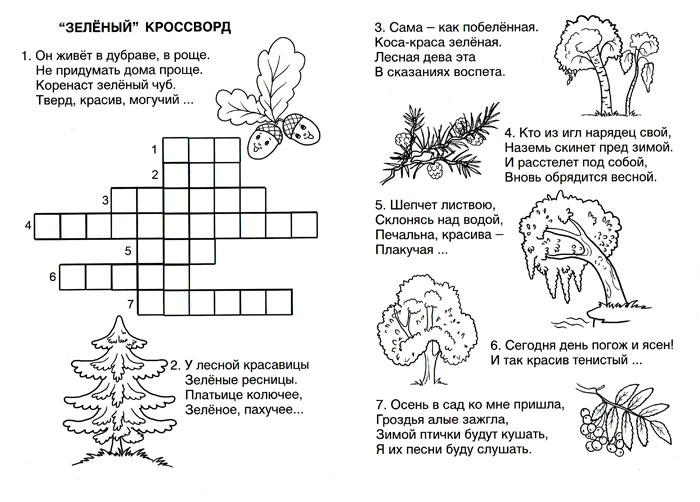 “ЗЕЛЁНЫЙ” КРОССВОРД
1. Он живёт в дубраве, в роще.
Не придумать дома проще.
Коренаст зелёный чуб.
Тверд, красив, могучий ...
1
2
3
4
5
6
7
2. У лесной красавицы
Зелёные ресницы.
Платьице колючее,
Зелёное, пахучее...
3. Сама – как побелённая.
Коса-краса зелёная.
Лесная дева эта
В сказаниях воспета.
4. Кто из игл нарядец свой,
Наземь скинет пред зимой.
И расстелет под собой,
Вновь обрядится весной.
5. Шепчет листвою,
Склонясь над водой,
Печальна, красива –
Плакучая ...
6. Сегодня день погож и ясен!
И так красив тенистый ...
7. Осень в сад ко мне пришла,
Гроздья алые зажгла,
Зимой птички будут кушать,
Я их песни буду слушать.